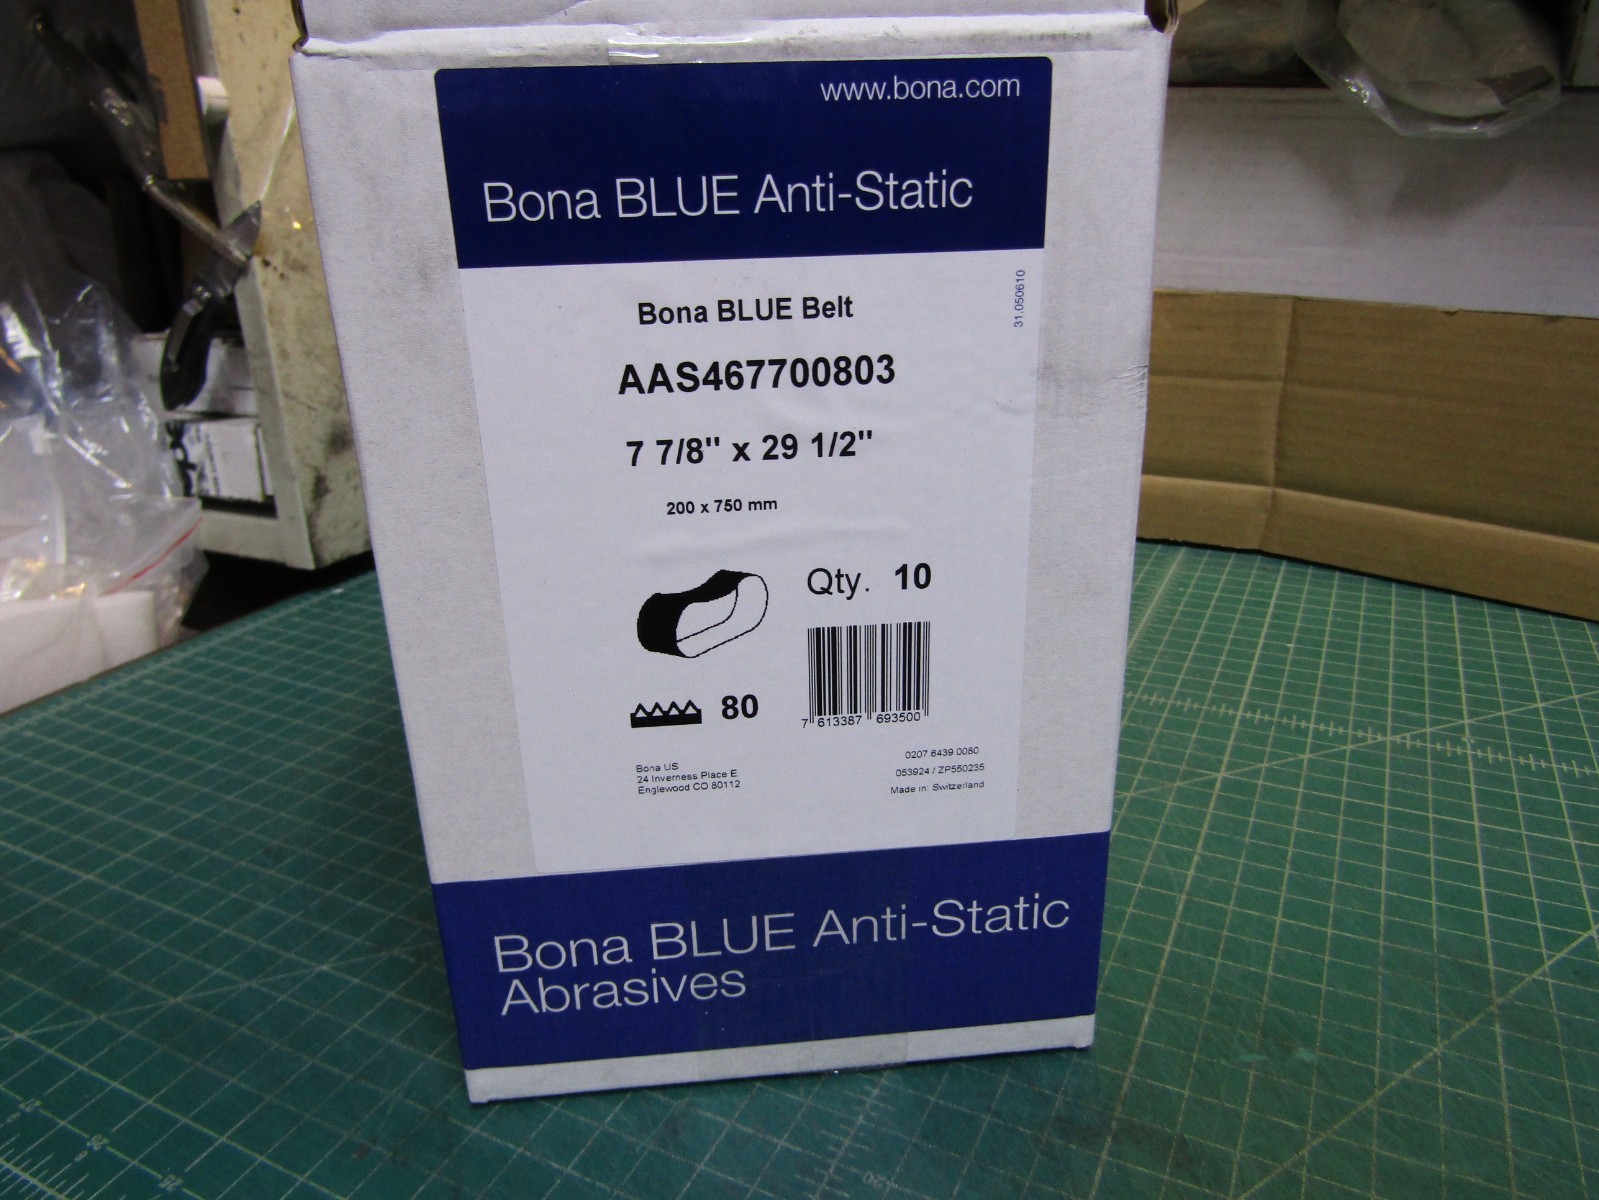 www.bona.com
Bona BLUE Anti-Static
31.050610
Bona BLUE Belt
AAS467700803
7 7/8" x 29 1/2"
200 x 750 mm
Qty. 10
80
7 613387 693500
Bona US
24 Inverness Place E
Englewood CO 80112
0207 6439 0080
053924 / ZP550235
Made in: Switzerland
Bona BLUE Anti-Static
Abrasives